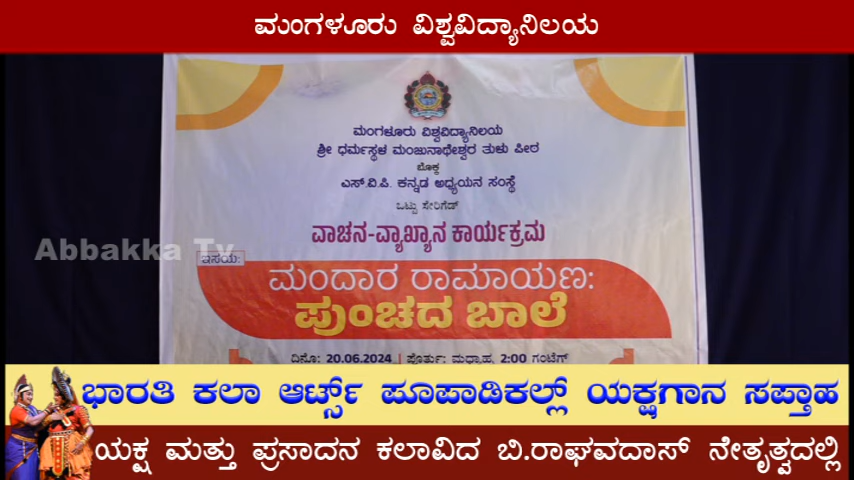 ಮಂಗಳೂರು ವಿಶ್ವವಿದ್ಯಾನಿಲಯ
ಮಂಗಳೂರು ವಿಶ್ವವಿದ್ಯಾನಿಲಯ
ಶ್ರೀ ಧರ್ಮಸ್ಥಳ ಮಂಜುನಾಥೇಶ್ವರ ತುಳು ಪೀಠ
ಬೊಕ್ಕ
ಎಸ್.ವಿ.ಪಿ. ಕನ್ನಡ ಅಧ್ಯಯನ ಸಂಸ್ಥೆ
ಒಟ್ಟು ಸೇರಿಗೆಡ್
ವಾಚನ-ವ್ಯಾಖ್ಯಾನ ಕಾರ್ಯಕ್ರಮ
Abbakka Tv
ಇಸಯ:
ಮಂದಾರ ರಾಮಾಯಣ:
ಪುಂಚದ ಬಾಲೆ
ದಿನೊ: 20.06.2024 | ಪೊರ್ತು: ಮಧ್ಯಾಹ್ನ 2:00 ಗಂಟೆಗ್
ಭಾರತಿ ಕಲಾ ಆರ್ಟ್ಸ್ ಪೂಪಾಡಿಕಲ್ಲ್ ಯಕ್ಷಗಾನ ಸಪ್ತಾಹ
ಯಕ್ಷ ಮತ್ತು ಪ್ರಸಾದನ ಕಲಾವಿದ ಬಿ.ರಾಘವದಾಸ್ ನೇತೃತ್ವದಲ್ಲಿ